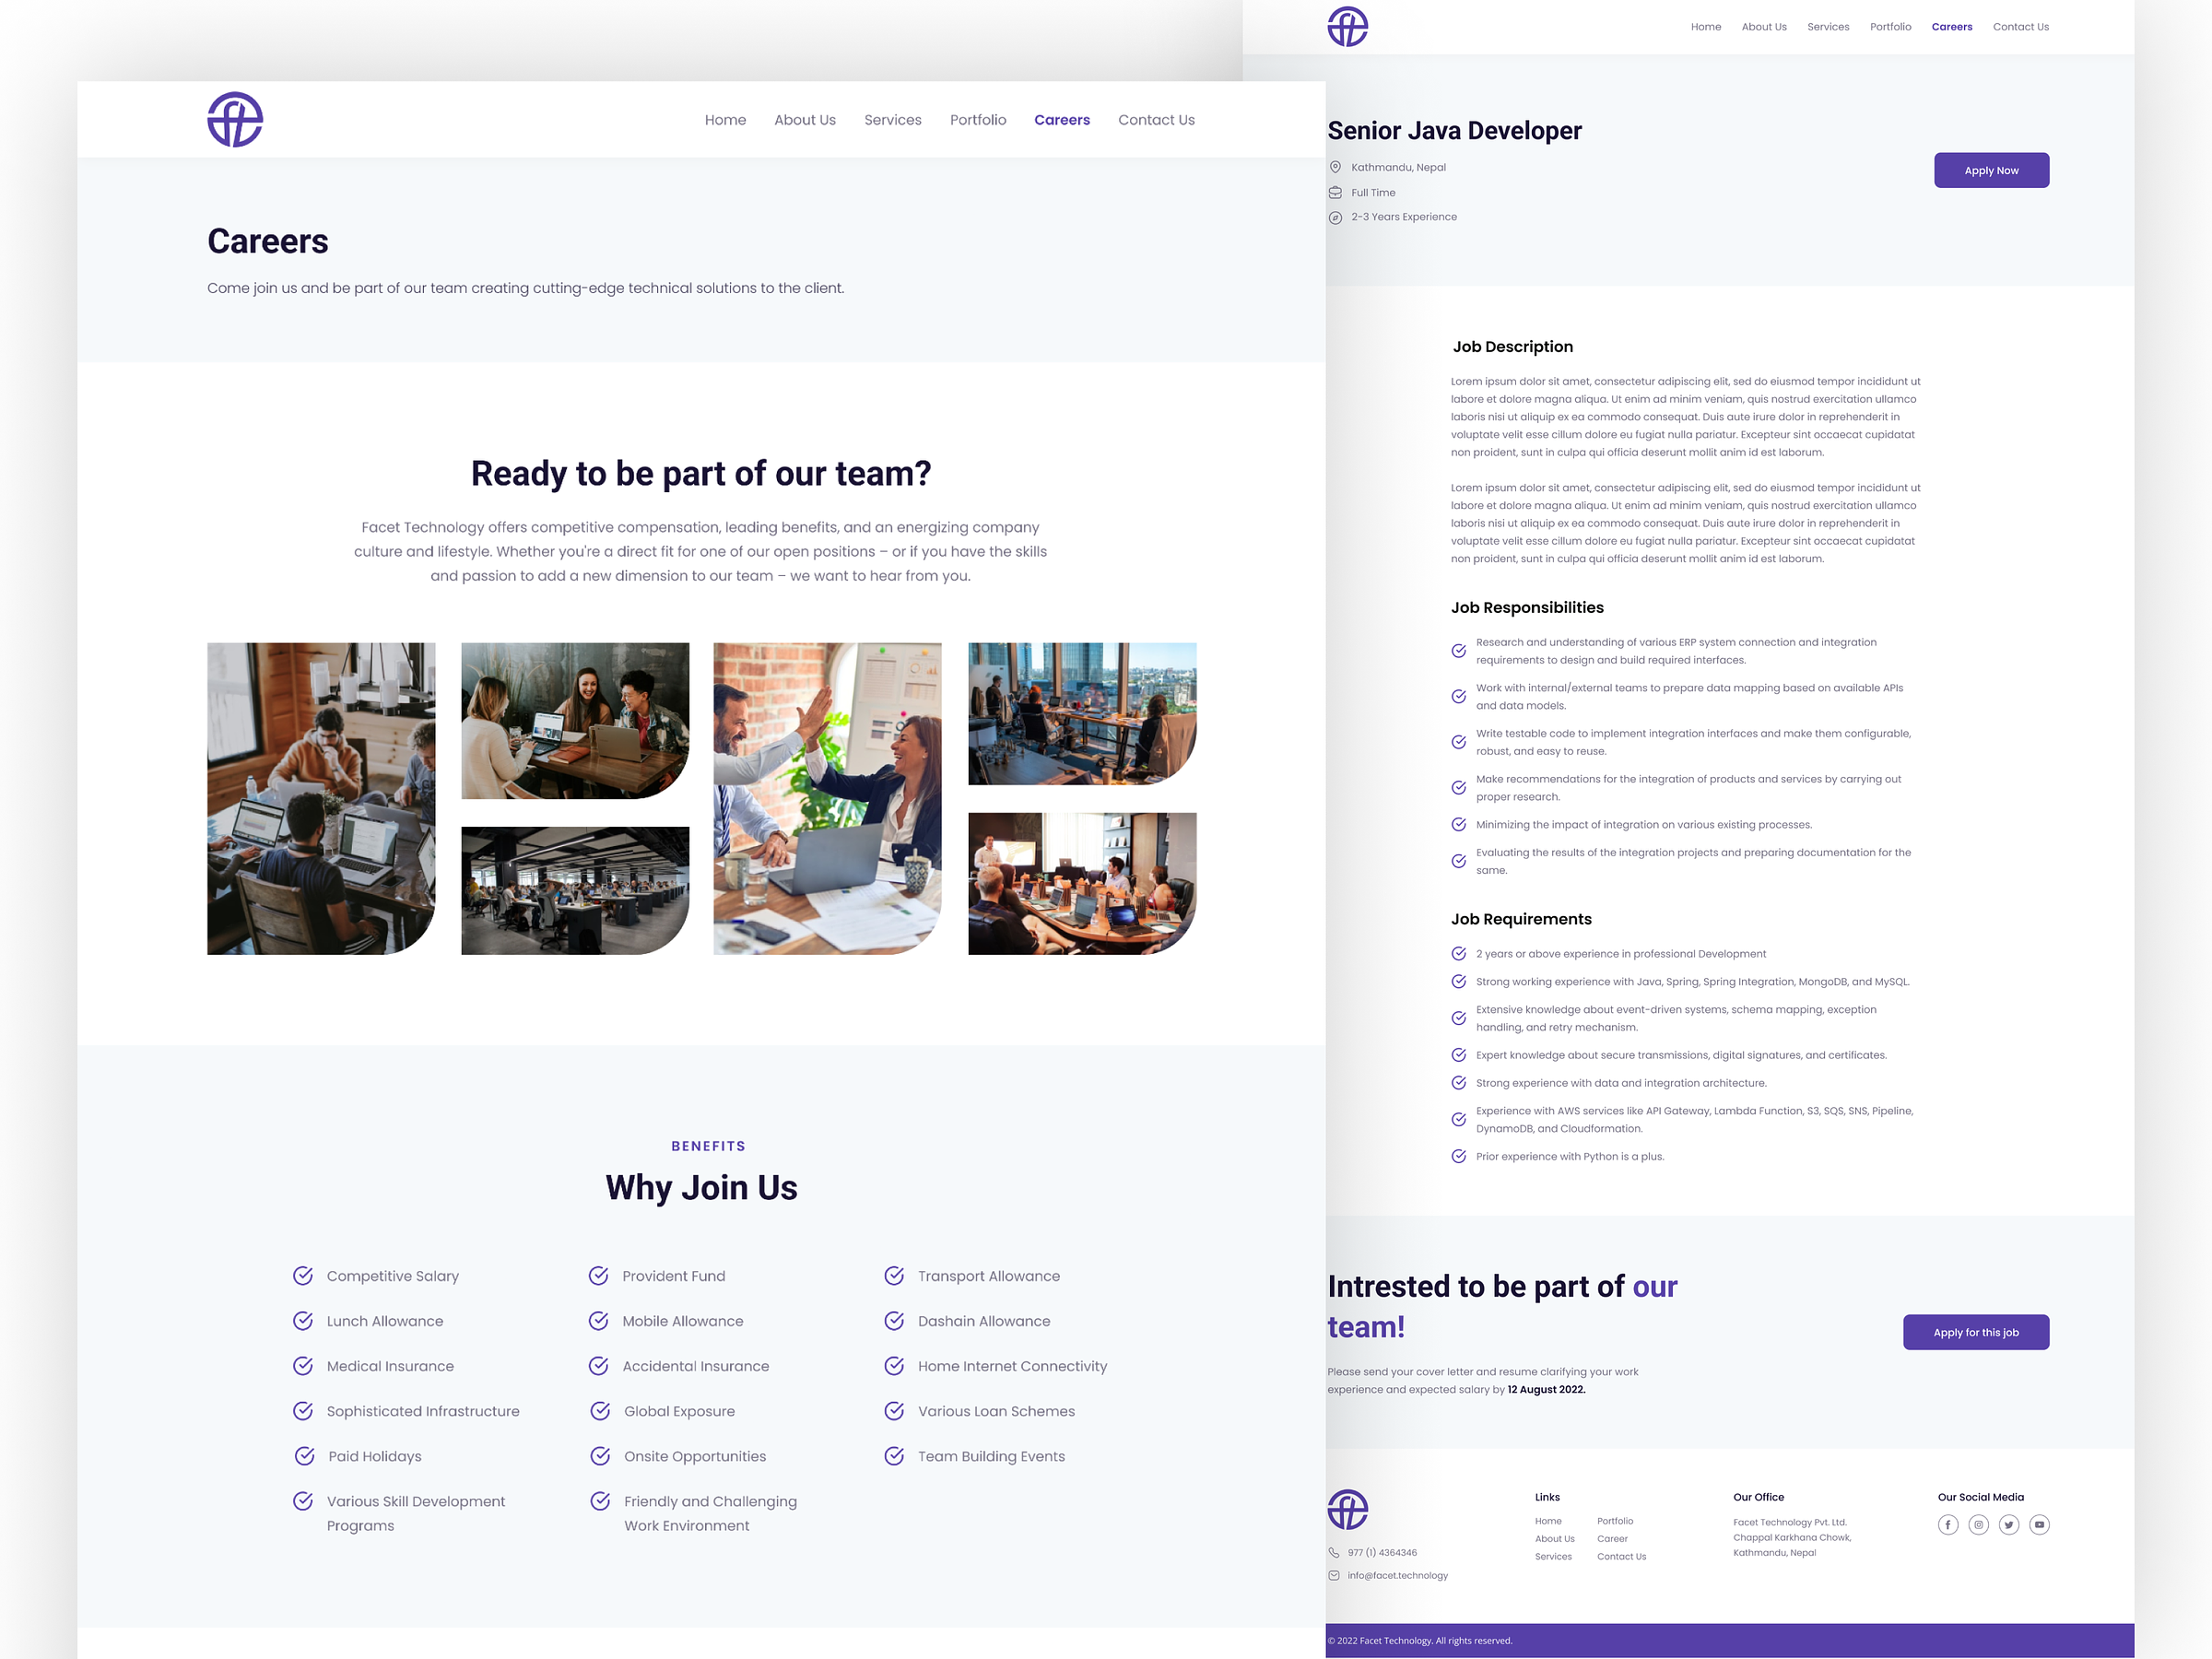 Home About Us Services Portfolio Careers Contact Us
Careers
Come join us and be part of our team creating cutting-edge technical solutions to the client.
Ready to be part of our team?
Facet Technology offers competitive compensation, leading benefits, and an energizing company
culture and lifestyle. Whether you're a direct fit for one of our open positions – or if you have the skills
and passion to add a new dimension to our team – we want to hear from you.
BENEFITS
Why Join Us
Competitive Salary
Lunch Allowance
Medical Insurance
Sophisticated Infrastructure
Paid Holidays
Various Skill Development
Programs
Provident Fund
Mobile Allowance
Accidental Insurance
Global Exposure
Onsite Opportunities
Friendly and Challenging
Work Environment
Transport Allowance
Dashain Allowance
Home Internet Connectivity
Various Loan Schemes
Team Building Events
Home About Us Services Portfolio Careers Contact Us
Senior Java Developer
Kathmandu, Nepal
Full Time
2-3 Years Experience
Apply Now
Job Description
Lorem ipsum dolor sit amet, consectetur adipiscing elit, sed do eiusmod tempor incididunt ut
labore et dolore magna aliqua. Ut enim ad minim veniam, quis nostrud exercitation ullamco
laboris nisi ut aliquip ex ea commodo consequat. Duis aute irure dolor in reprehenderit in
voluptate velit esse cillum dolore eu fugiat nulla pariatur. Excepteur sint occaecat cupidatat
non proident, sunt in culpa qui officia deserunt mollit anim id est laborum.
Lorem ipsum dolor sit amet, consectetur adipiscing elit, sed do eiusmod tempor incididunt ut
labore et dolore magna aliqua. Ut enim ad minim veniam, quis nostrud exercitation ullamco
laboris nisi ut aliquip ex ea commodo consequat. Duis aute irure dolor in reprehenderit in
voluptate velit esse cillum dolore eu fugiat nulla pariatur. Excepteur sint occaecat cupidatat
non proident, sunt in culpa qui officia deserunt mollit anim id est laborum.
Job Responsibilities
Research and understanding of various ERP system connection and integration
requirements to design and build required interfaces.
Work with internal/external teams to prepare data mapping based on available APIs
and data models.
Write testable code to implement integration interfaces and make them configurable,
robust, and easy to reuse.
Make recommendations for the integration of products and services by carrying out
proper research.
Minimizing the impact of integration on various existing processes.
Evaluating the results of the integration projects and preparing documentation for the
same.
Job Requirements
2 years or above experience in professional Development
Strong working experience with Java, Spring, Spring Integration, MongoDB, and MySQL.
Extensive knowledge about event-driven systems, schema mapping, exception
handling, and retry mechanism.
Expert knowledge about secure transmissions, digital signatures, and certificates.
Strong experience with data and integration architecture.
Experience with AWS services like API Gateway, Lambda Function, S3, SQS, SNS, Pipeline,
DynamoDB, and Cloudformation.
Prior experience with Python is a plus.
Intrested to be part of our
team!
Please send your cover letter and resume clarifying your work
experience and expected salary by 12 August 2022.
Apply for this job
977 (1) 4364346
info@facet.technology
Links
Home Portfolio
About Us Career
Services Contact Us
Our Office
Facet Technology Pvt. Ltd.
Chappal Karkhana Chowk,
Kathmandu, Nepal
Our Social Media
© 2022 Facet Technology. All rights reserved.